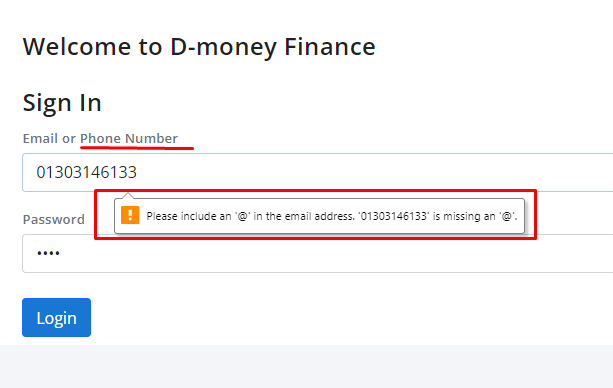 Welcome to D-money Finance
Sign In
Email or Phone Number
01303146133
Please include an '@' in the email address. '01303146133' is missing an '@'.
Password
••••
Login